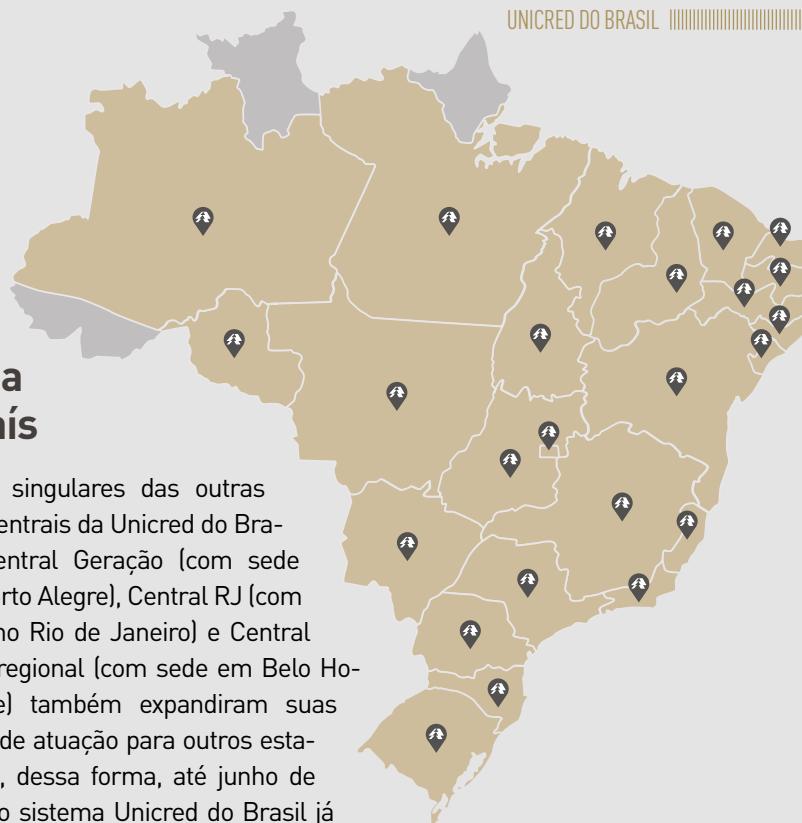 UNICRED DO BRASIL
a
ís
singulares das outras
entrais da Unicred do Bra-
entral Geração (com sede
rto Alegre), Central RJ (com
no Rio de Janeiro) e Central
regional (com sede em Belo Ho-
e) também expandiram suas
de atuação para outros esta-
, dessa forma, até junho de
o sistema Unicred do Brasil já